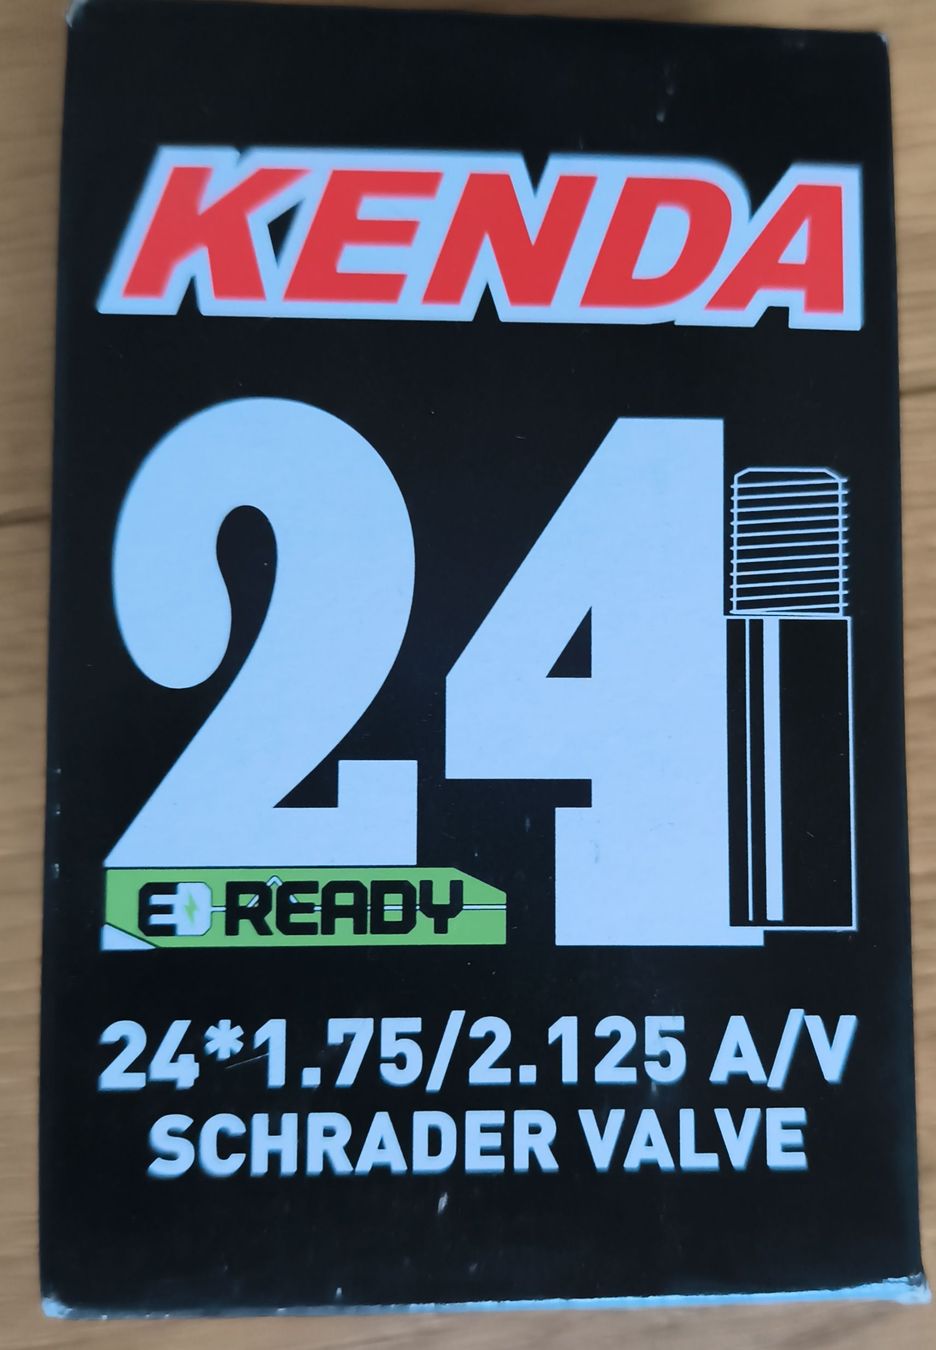 KENDA
24
E READY
24*1.75/2.125 A/V
SCHRADER VALVE